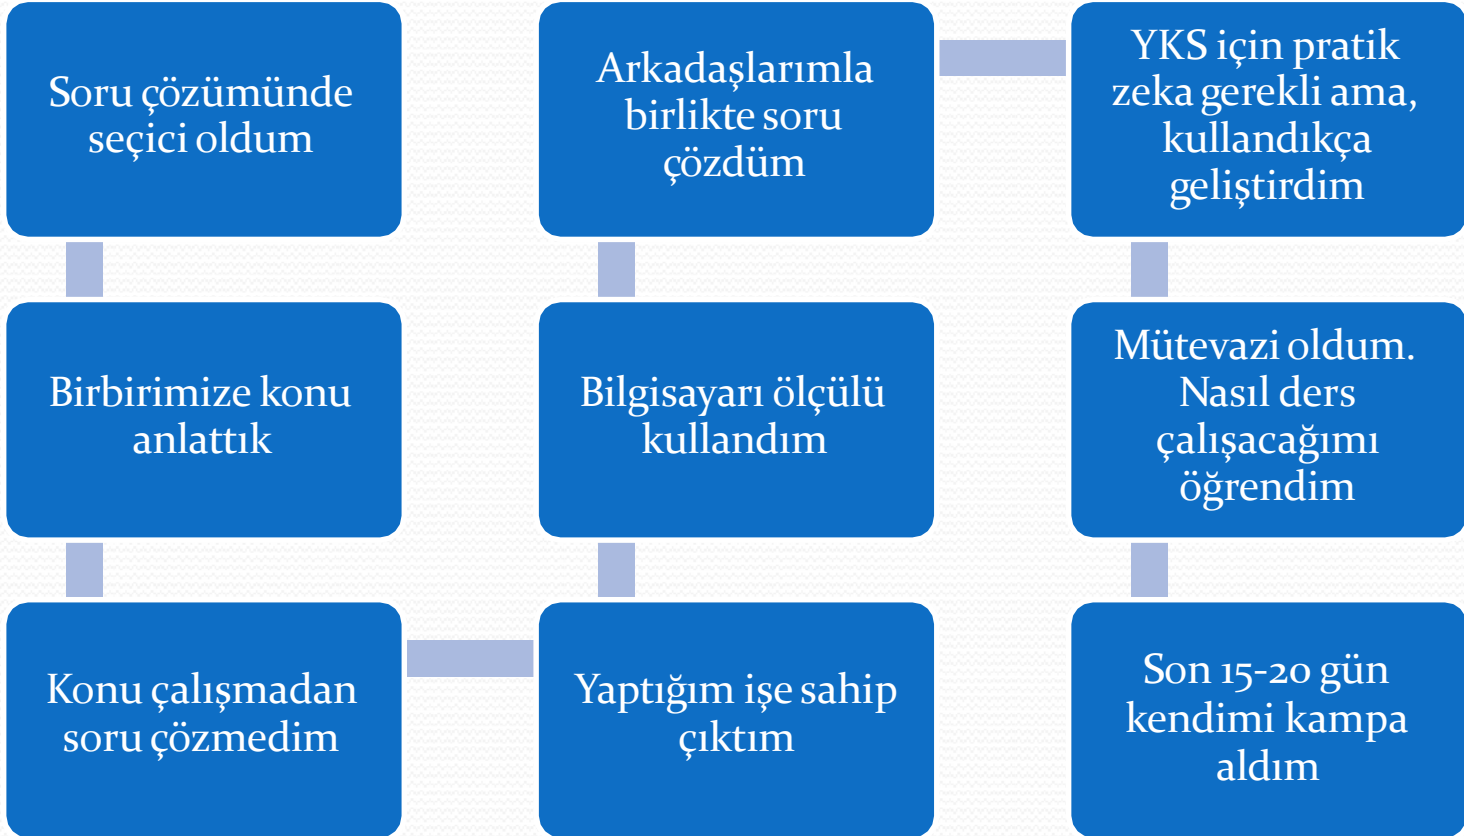 Soru çözümünde
seçici oldum
Birbirimize konu
anlattık
Konu çalışmadan
soru çözmedim
Yaptığım işe sahip
çıktım
Bilgisayarı ölçülü
kullandım
Arkadaşlarımla
birlikte soru
çözdüm
YKS için pratik
zeka gerekli ama,
kullandıkça
geliştirdim
Mütevazi oldum.
Nasıl ders
çalışacağımı
öğrendim
Son 15-20 gün
kendimi kampa
aldım